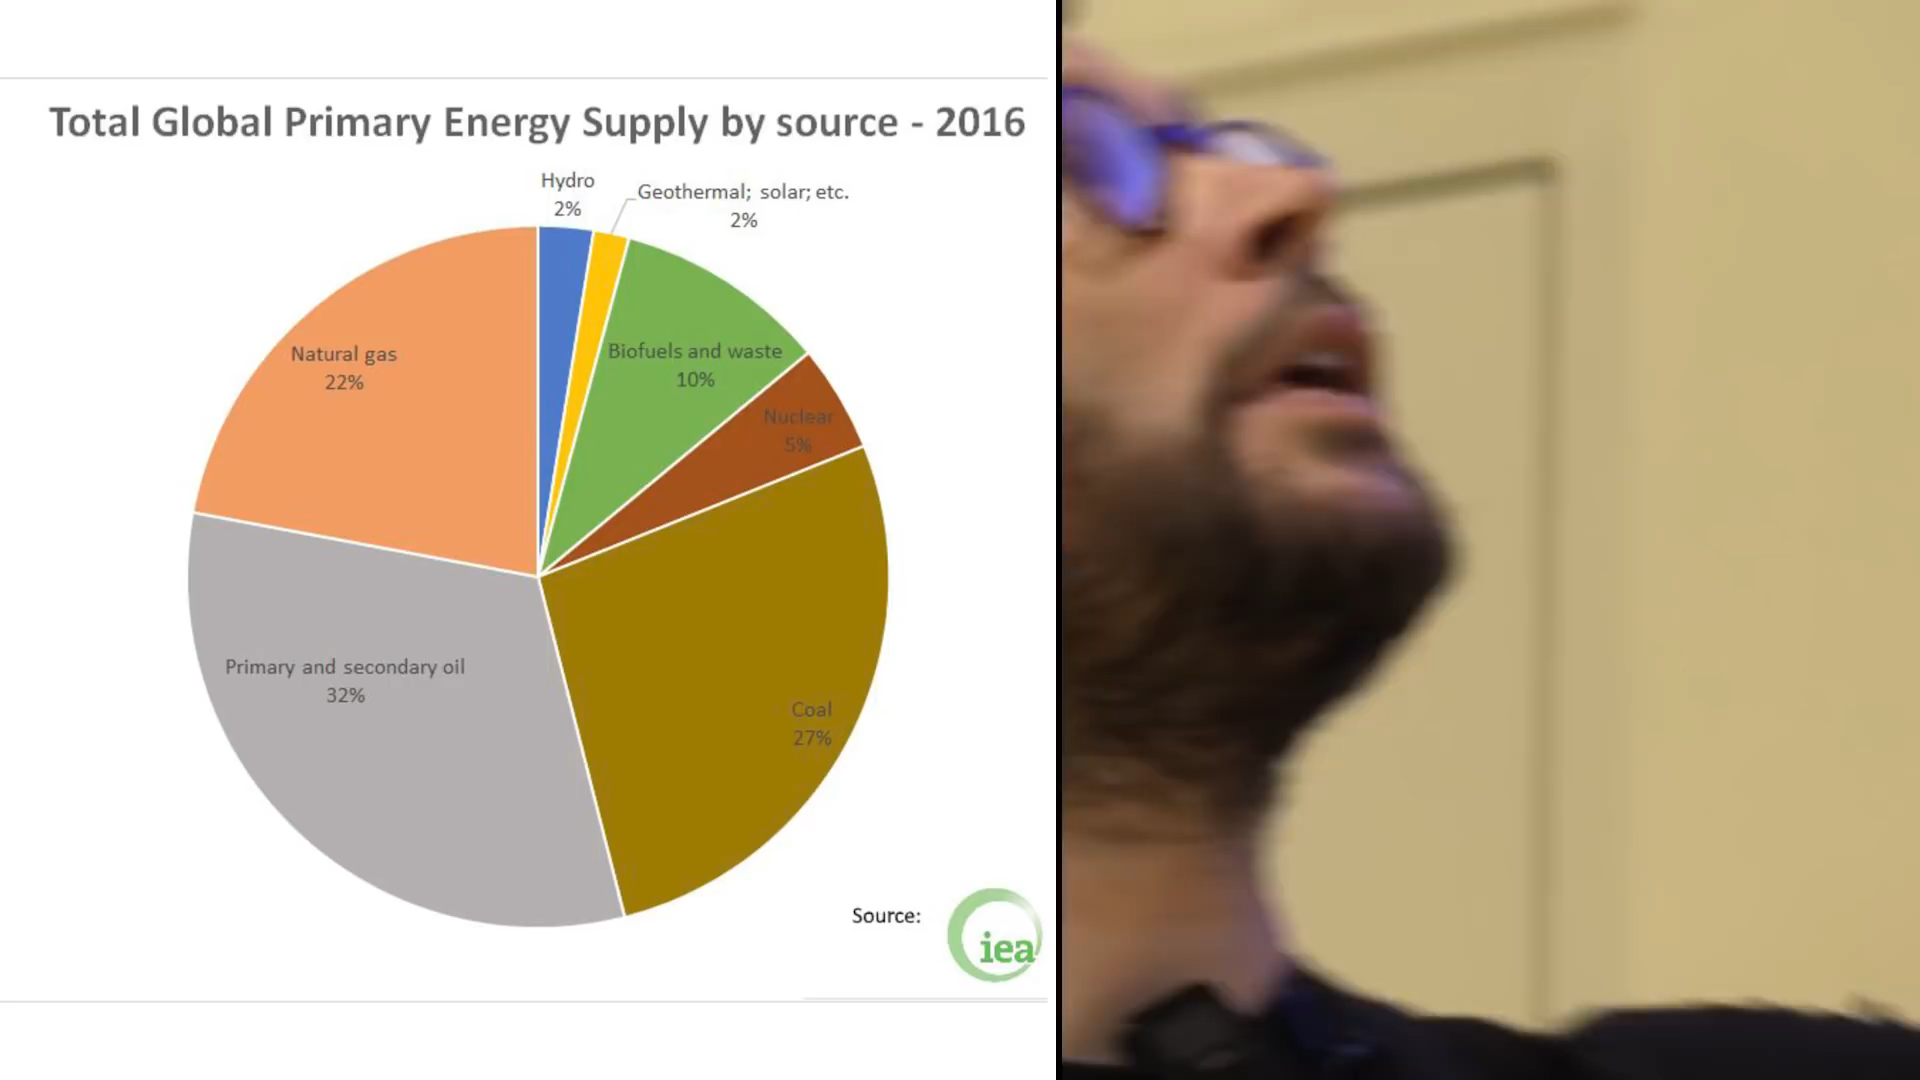 Total Global Primary Energy Supply by source - 2016
Hydro
2%
Geothermal; solar; etc.
2%
Biofuels and waste
10%
Nuclear
5%
Natural gas
22%
Primary and secondary oil
32%
Coal
27%
Source:
iea